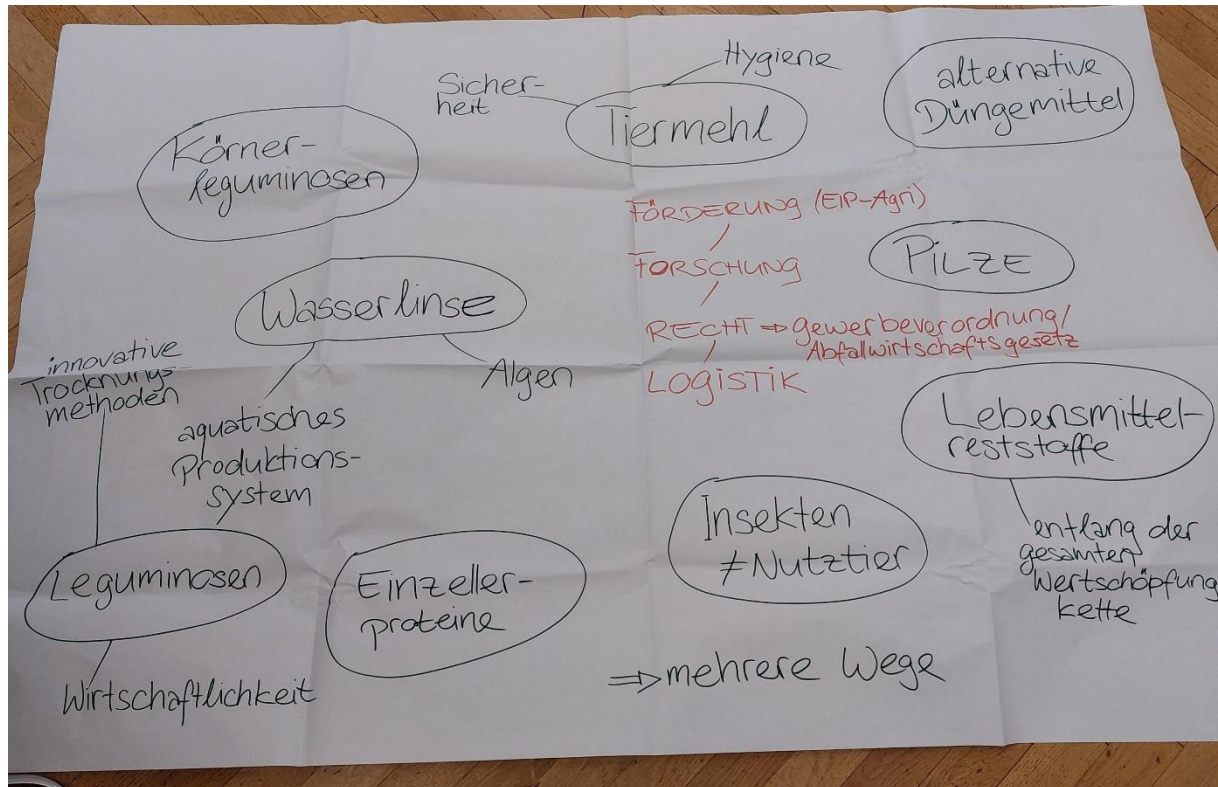 Hygiene
Sicher-
heit
Tiermehl
alternative
Düngemittel
Körner-
leguminosen
FÖRDERUNG (EIP-Agri)
FORSCHUNG
PILZE
RECHT ⇒ Gewerbeverordnung/
Abfallwirtschaftsgesetz
LOGISTIK
Wasserlinse
Algen
innovative
Trocknungs-
methoden
aquatisches
Produktions-
system
Lebensmittel-
reststoffe
entlang der
gesamten
Wertschöpfung
kette
Insekten
≠Nutztier
Leguminosen
Einzeller-
proteine
Wirtschaftlichkeit
⇒ mehrere Wege